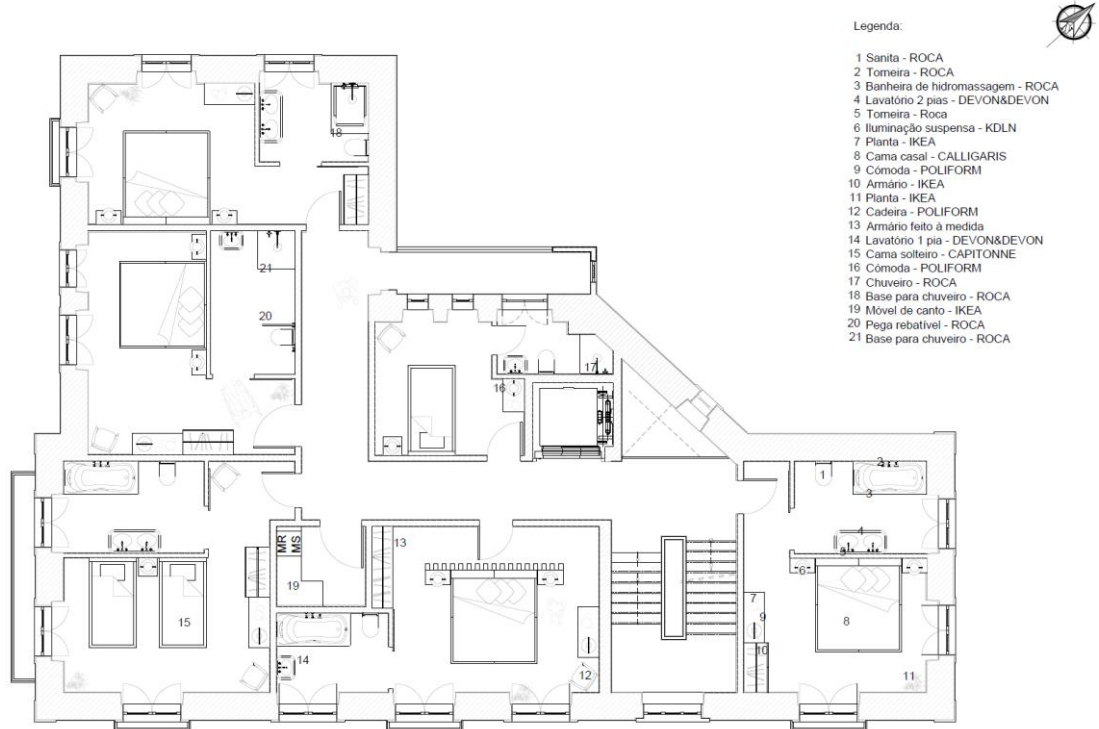 Legenda:
1 Sanita - ROCA
2 Torneira - ROCA
3 Banheira de hidromassagem - ROCA
4 Lavatório 2 pias - DEVON&DEVON
5 Torneira - Roca
6 Iluminação suspensa - KDLN
7 Planta - IKEA
8 Cama casal - CALLIGARIS
9 Cómoda - POLIFORM
10 Armário - IKEA
11 Planta - IKEA
12 Cadeira - POLIFORM
13 Armário feito à medida
14 Lavatório 1 pia - DEVON&DEVON
15 Cama solteiro - CAPITONNE
16 Cómoda - POLIFORM
17 Chuveiro - ROCA
18 Base para chuveiro - ROCA
19 Móvel de canto - IKEA
20 Pega rebatível - ROCA
21 Base para chuveiro - ROCA
18
21
20
17
16
2
1
3
4
5
MR
MS
13
19
6
7
9
8
15
14
12
10
11